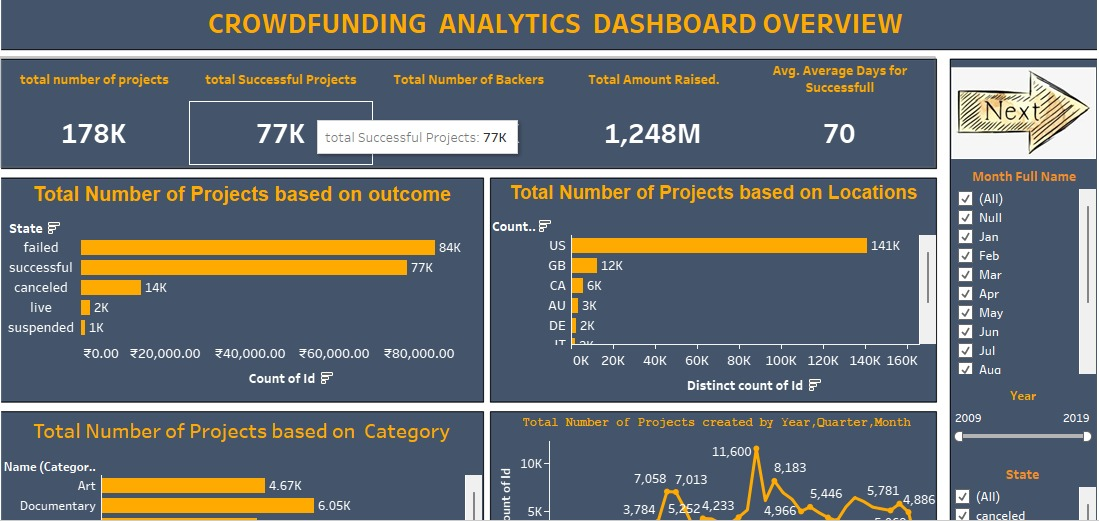 CROWDFUNDING ANALYTICS DASHBOARD OVERVIEW
total number of projects
178K
total Successful Projects
77K
total Successful Projects: 77K
Total Number of Backers
Total Amount Raised.
1,248M
Avg. Average Days for
Successfull
70
Next
Total Number of Projects based on outcome
State
failed 84K
successful 77K
canceled 14K
live 2K
suspended 1K
₹0.00 ₹20,000.00 ₹40,000.00 ₹60,000.00 ₹80,000.00
Count of Id
Total Number of Projects based on Locations
Count..
US 141K
GB 12K
CA 6K
AU 3K
DE 2K
0K 20K 40K 60K 80K 100K 120K 140K 160K
Distinct count of Id
Month Full Name
(All)
Null
Jan
Feb
Mar
Apr
May
Jun
Jul
Aug
Year
2009 2019
State
(All)
canceled
Total Number of Projects based on Category
Name (Categor..
Art 4.67K
Documentary 6.05K
Total Number of Projects created by Year,Quarter,Month
ount of Id
10K
5K
11,600
7,058 7,013
8,183
3,784 5,252 4,233
4,966
5,446
5,781
4,886